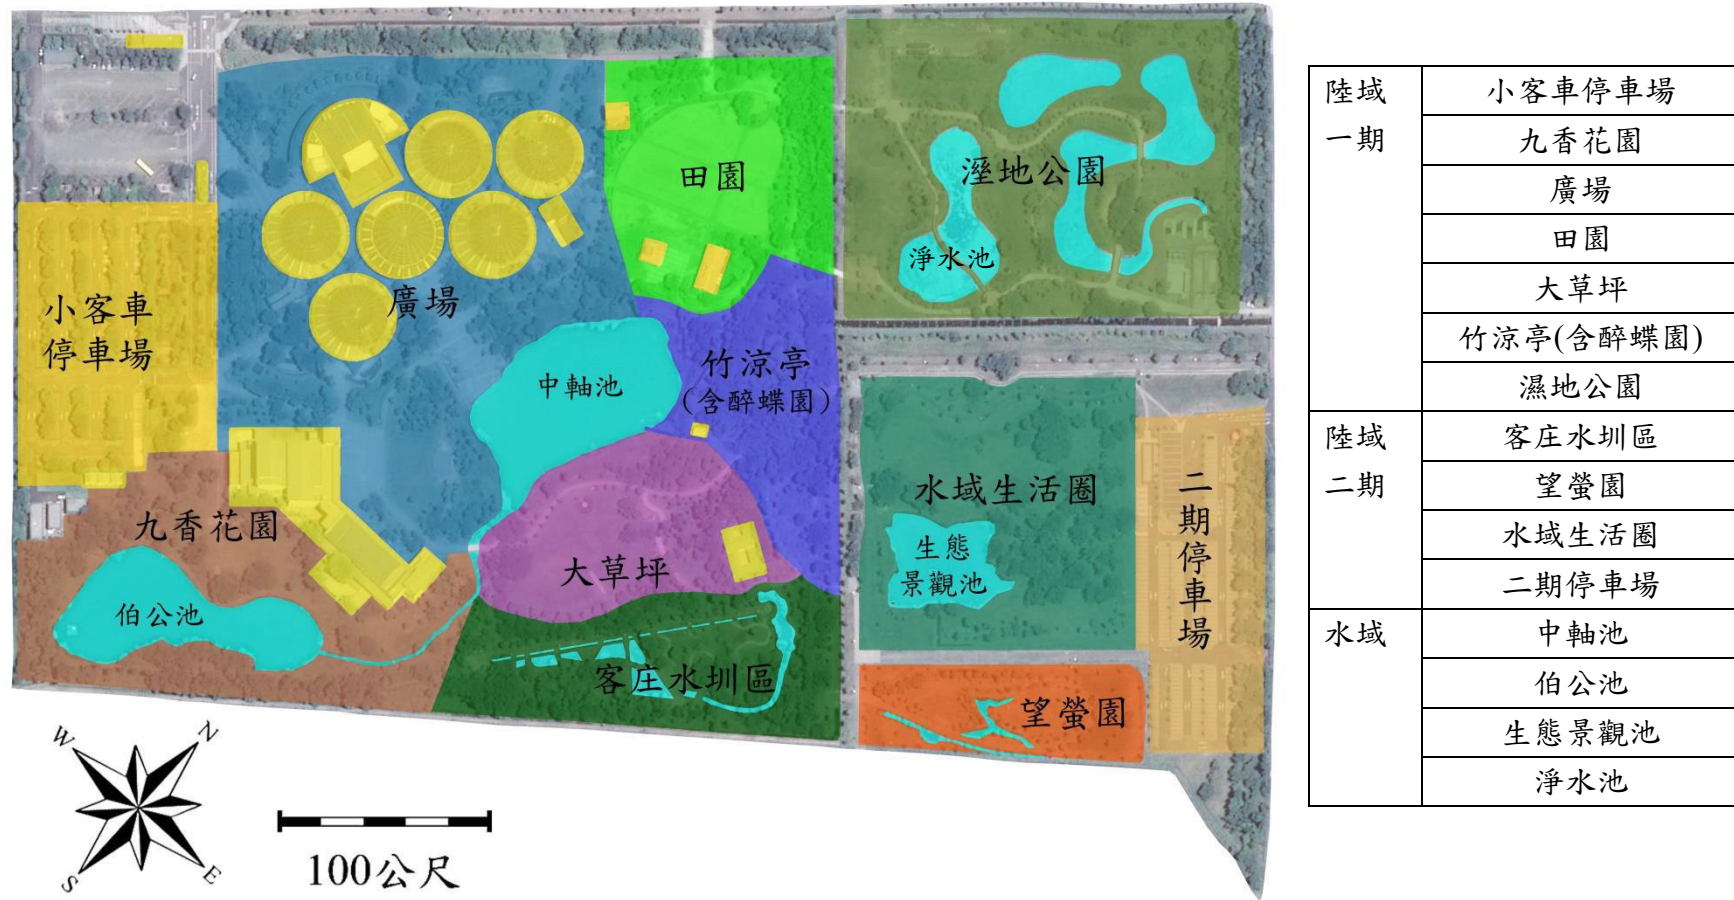 田園
溼地公園
淨水池
小客車
停車場
廣場
中軸池
竹涼亭
(含醉蝶園)
九香花園
伯公池
大草坪
客庄水圳區
水域生活圈
生態
景觀池
二期停車場
望螢園
W
N
S
E
100公尺
陸域一期
小客車停車場
九香花園
廣場
田園
大草坪
竹涼亭(含醉蝶園)
濕地公園
陸域二期
客庄水圳區
望螢園
水域生活圈
二期停車場
水域
中軸池
伯公池
生態景觀池
淨水池